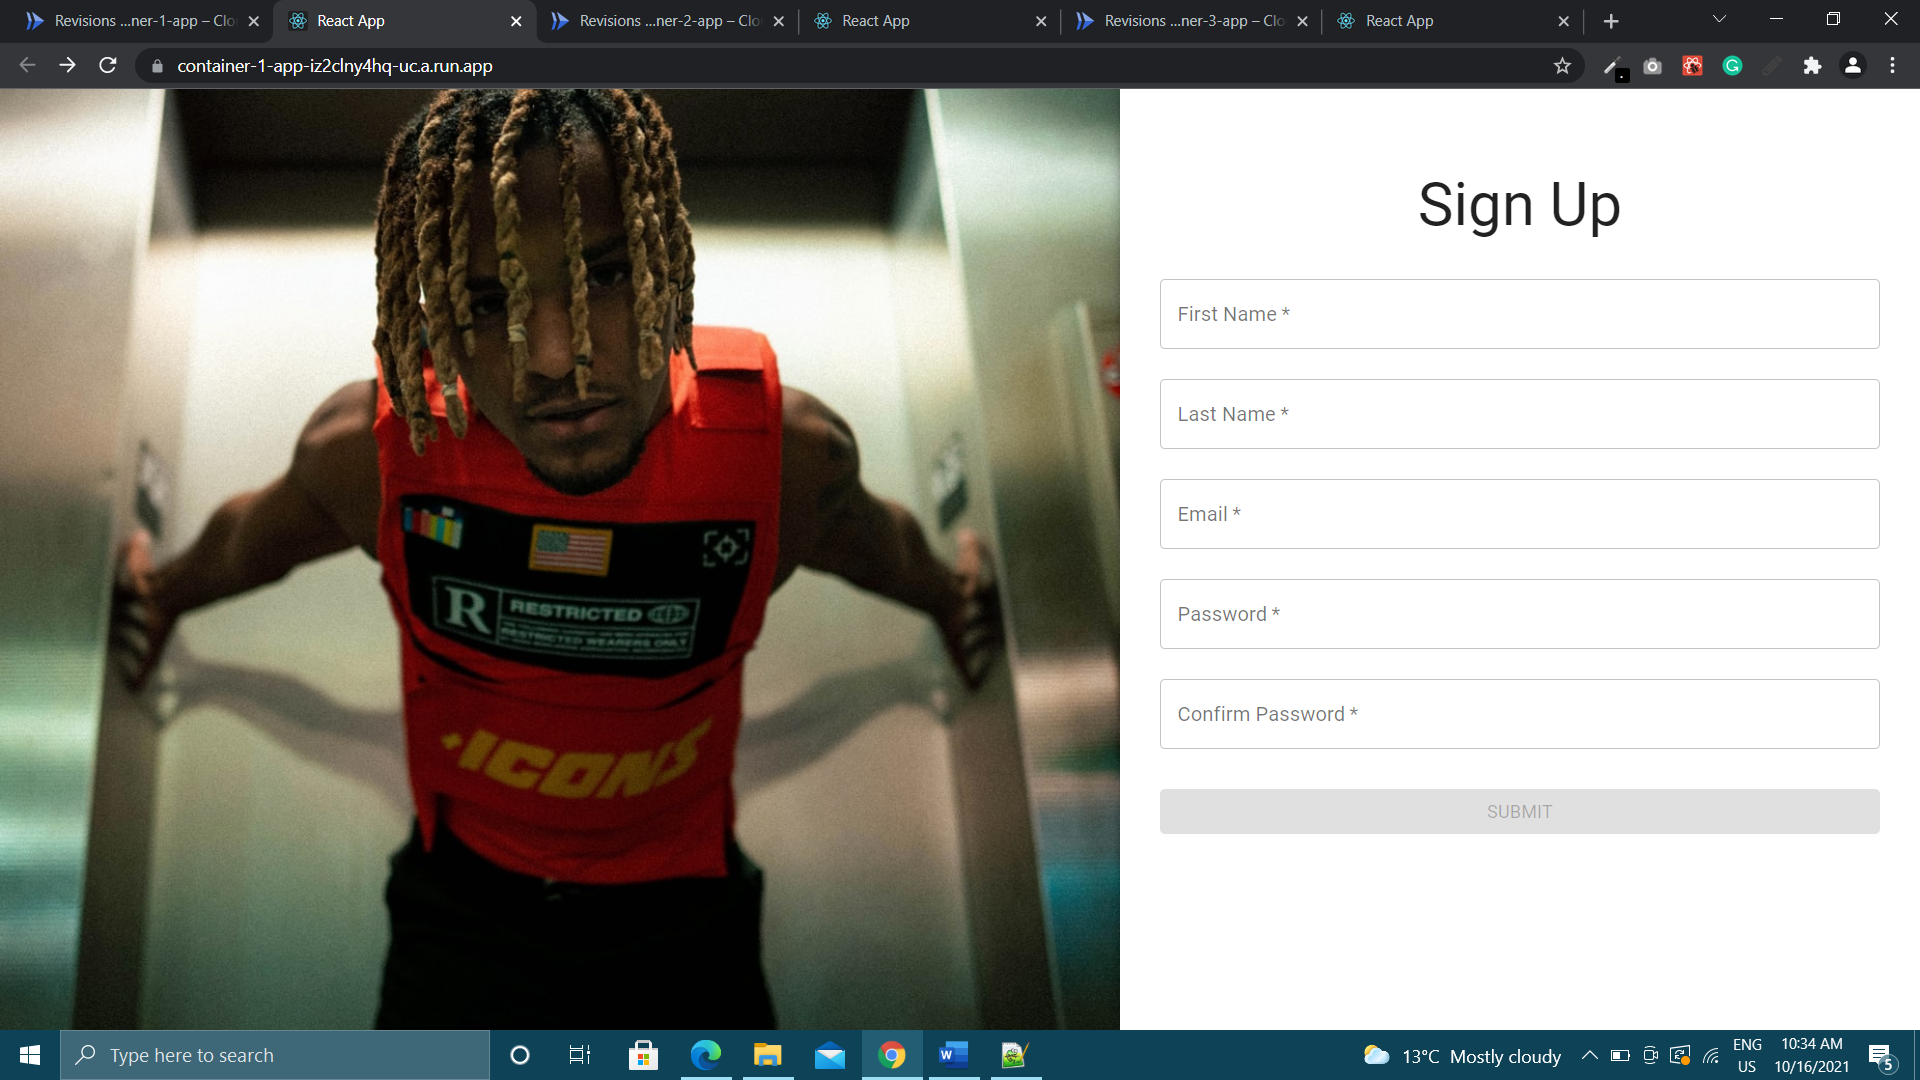 Revisions ...ner-1-app – Clo
React App
Revisions ...ner-2-app – Clo
React App
Revisions ...ner-3-app – Clo
React App
container-1-app-iz2clny4hq-uc.a.run.app
Sign Up
First Name *
Last Name *
Email *
Password *
Confirm Password *
SUBMIT
R RESTRICTED
RESTRICTED WEARERS ONLY
+ICONS
Type here to search
13°C Mostly cloudy
ENG
US
10:34 AM
10/16/2021
5